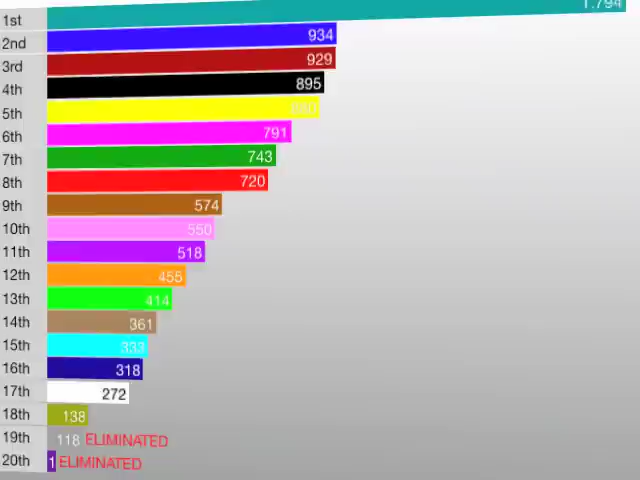 1st 1.794
2nd 934
3rd 929
4th 895
5th
6th 791
7th 743
8th 720
9th 574
10th 550
11th 518
12th 455
13th 414
14th 361
15th 333
16th 318
17th 272
18th 138
19th 118 ELIMINATED
20th 1 ELIMINATED